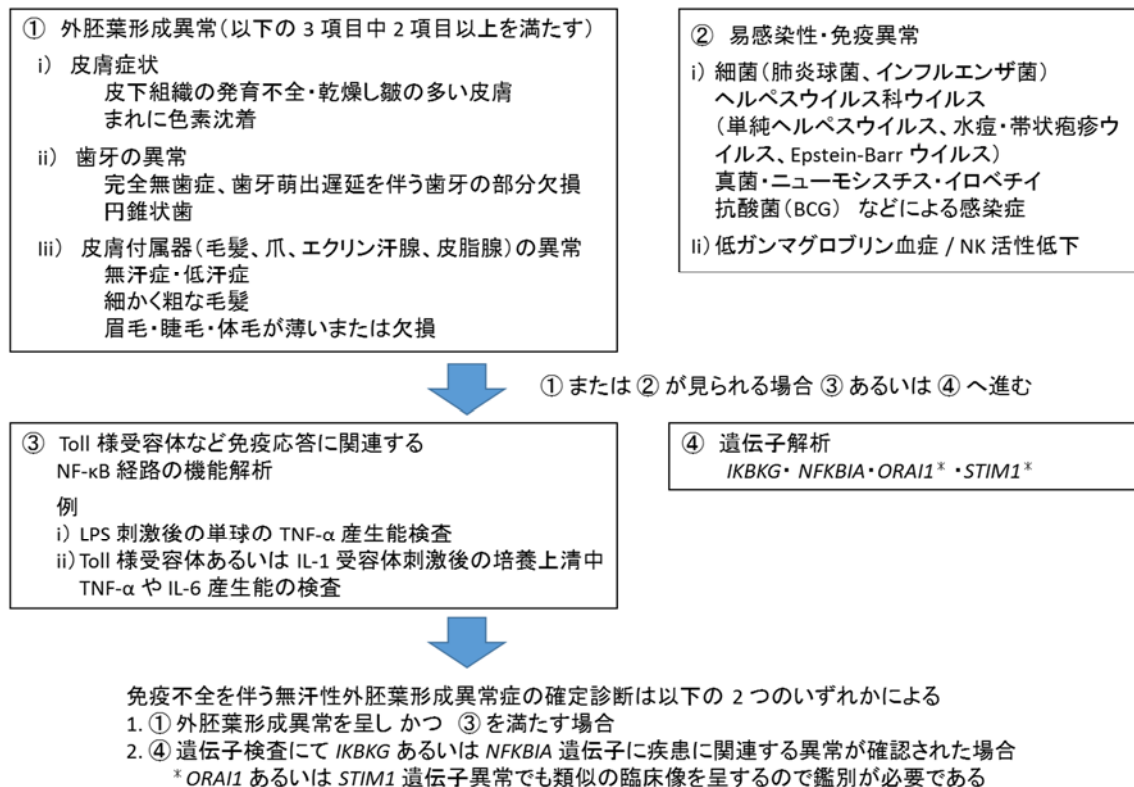 ① 外胚葉形成異常(以下の 3 項目中 2 項目以上を満たす)
i) 皮膚症状
皮下組織の発育不全・乾燥し皺の多い皮膚
まれに色素沈着
ii) 歯牙の異常
完全無歯症、歯牙萌出遅延を伴う歯牙の部分欠損
円錐状歯
Iii) 皮膚付属器(毛髪、爪、エクリン汗腺、皮脂腺)の異常
無汗症・低汗症
細かく粗な毛髪
眉毛・睫毛・体毛が薄いまたは欠損
② 易感染性・免疫異常
i) 細菌(肺炎球菌、インフルエンザ菌)
ヘルペスウイルス科ウイルス
(単純ヘルペスウイルス、水痘・帯状疱疹ウ
イルス、Epstein-Barr ウイルス)
真菌・ニューモシスチス・イロベチイ
抗酸菌(BCG) などによる感染症
Ii) 低ガンマグロブリン血症 / NK 活性低下
① または ② が見られる場合 ③ あるいは ④ へ進む
③ Toll 様受容体など免疫応答に関連する
NF-κB 経路の機能解析
例
i) LPS 刺激後の単球の TNF-α 産生能検査
ii) Toll 様受容体あるいは IL-1 受容体刺激後の培養上清中
TNF-α や IL-6 産生能の検査
④ 遺伝子解析
IKBKG・ NFKBIA・ORAI1* ・STIM1*
免疫不全を伴う無汗性外胚葉形成異常症の確定診断は以下の 2 つのいずれかによる
1. ① 外胚葉形成異常を呈し かつ ③ を満たす場合
2. ④ 遺伝子検査にて IKBKG あるいは NFKBIA 遺伝子に疾患に関連する異常が確認された場合
* ORAI1 あるいは STIM1 遺伝子異常でも類似の臨床像を呈するので鑑別が必要である